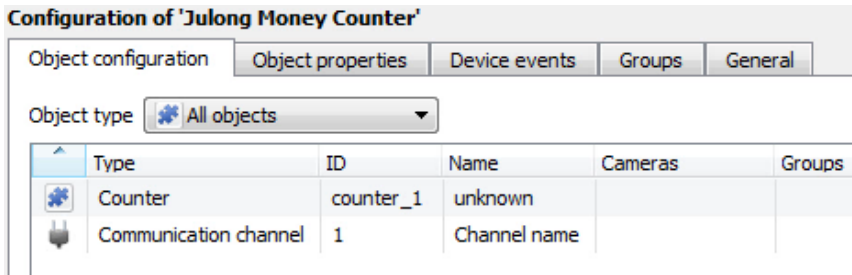 Configuration of 'Julong Money Counter'
Object configuration Object properties Device events Groups General
Object type All objects
Type ID Name Cameras Groups
Counter counter_1 unknown
Communication channel 1 Channel name